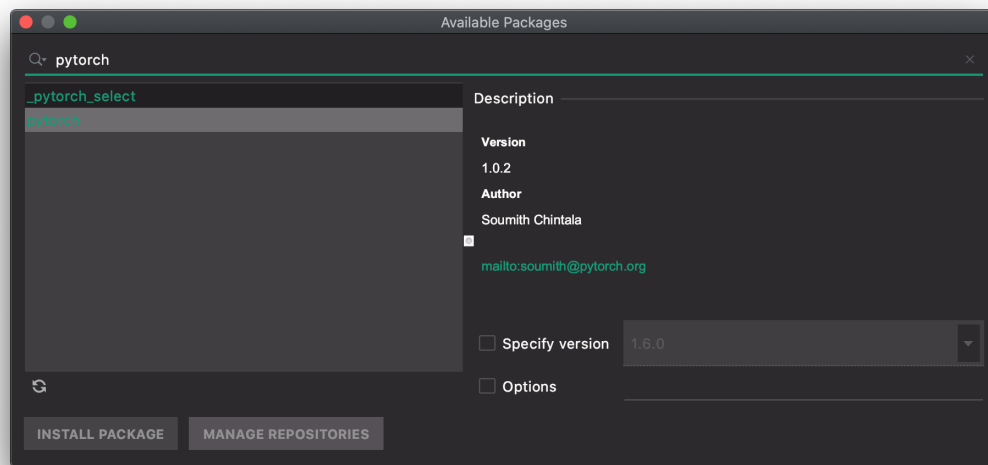 Available Packages
pytorch
_pytorch_select
pytorch
Description
Version
1.0.2
Author
Soumith Chintala
mailto:soumith@pytorch.org
Specify version
1.6.0
Options
INSTALL PACKAGE
MANAGE REPOSITORIES